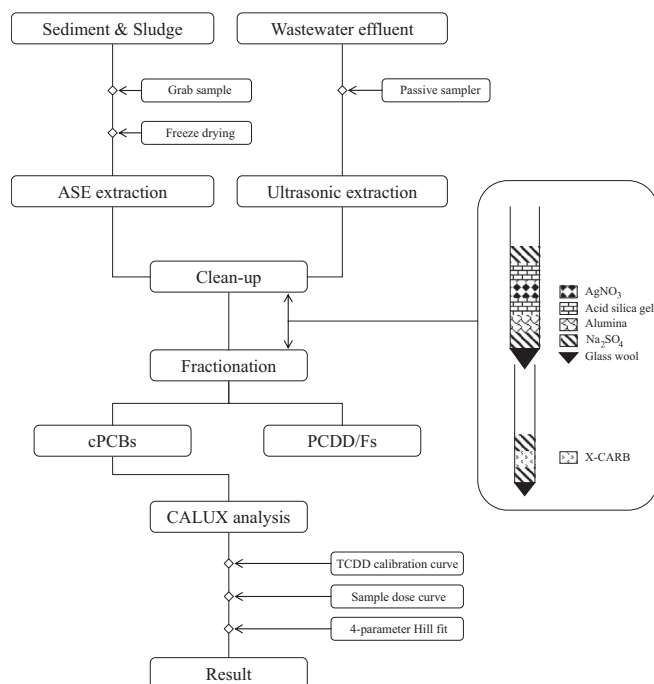 Sediment & Sludge
Wastewater effluent
Grab sample
Passive sampler
Freeze drying
ASE extraction
Ultrasonic extraction
Clean-up
Fractionation
cPCBs
PCDD/Fs
CALUX analysis
TCDD calibration curve
Sample dose curve
4-parameter Hill fit
Result
AgNO₃
Acid silica gel
Alumina
Na₂SO₄
Glass wool
X-CARB